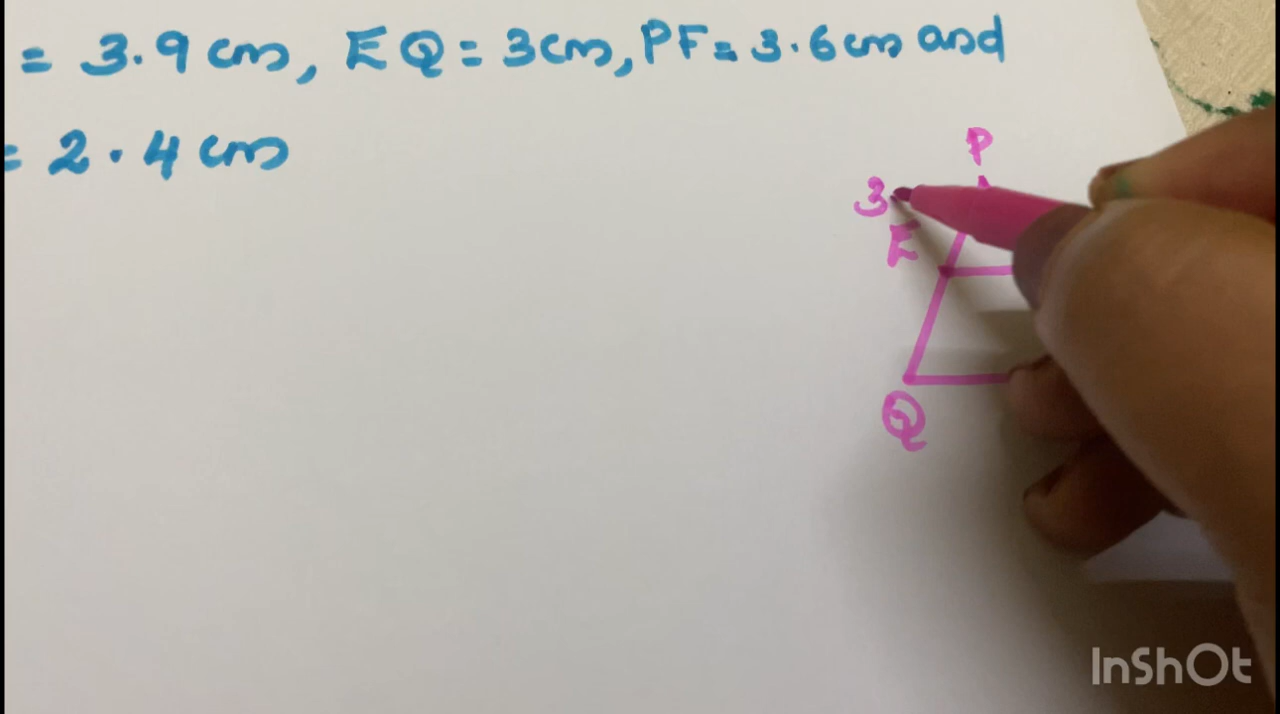 = 3.9 cm, EQ = 3cm, PF = 3.6 cm and
= 2.4 cm
P
3.
E
Q
InShOt